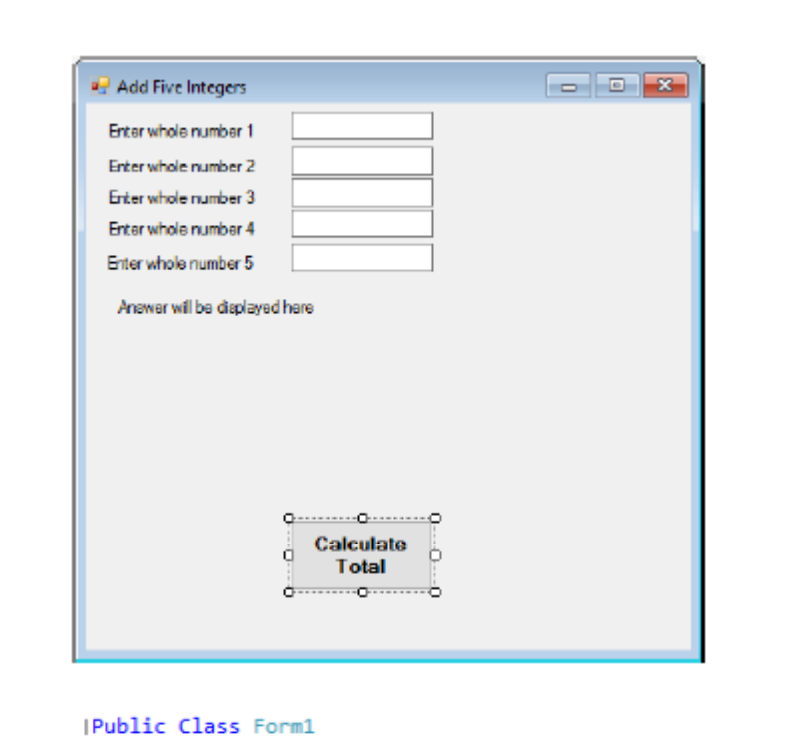 Add Five Integers
Enter whole number 1
Enter whole number 2
Enter whole number 3
Enter whole number 4
Enter whole number 5
Answer will be displayed here
Calculate
Total
Public Class Form1